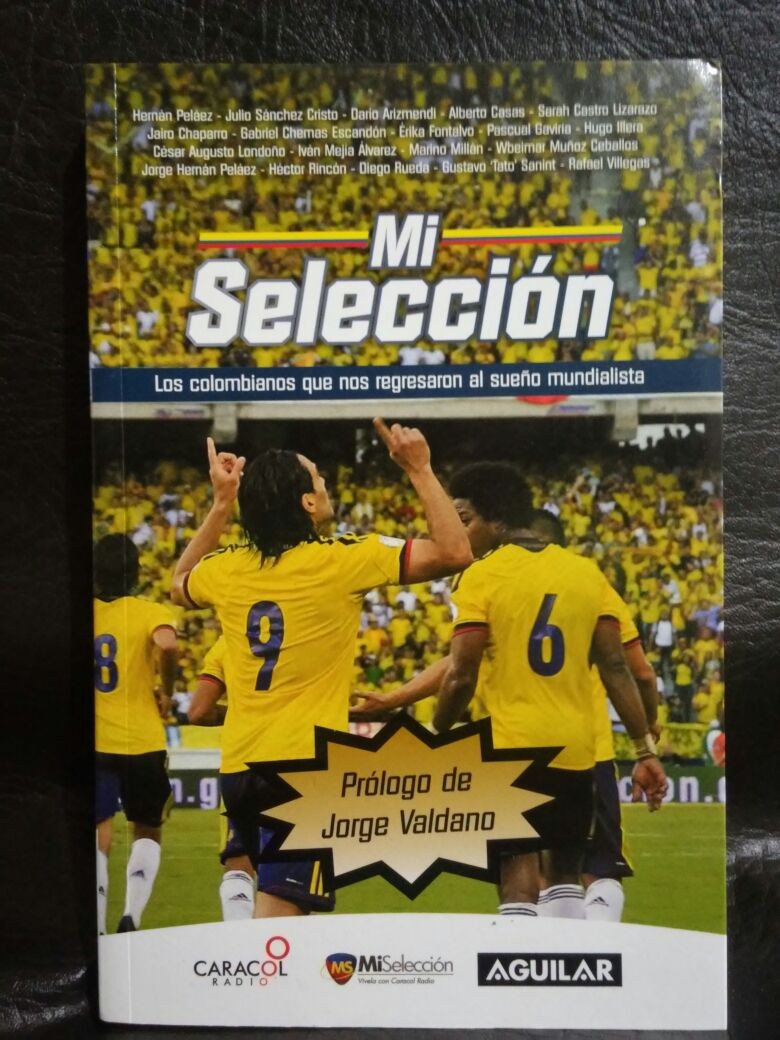 Hernán Peláez - Julio Sánchez Cristo - Darío Arizmendi - Alberto Casas - Sarah Castro Lizarazo
Jairo Chaparro - Gabriel Chemas Escandón - Érika Fontalvo - Pascual Gaviria - Hugo Illera
César Augusto Londoño - Iván Mejía Álvarez - Marino Millán - Wbeimar Muñoz Ceballos
Jorge Hernán Peláez - Héctor Rincón - Diego Rueda - Gustavo 'Tato' Sanint - Rafael Villegas
Mi
Selección
Los colombianos que nos regresaron al sueño mundialista
8
9
6
Prólogo de
Jorge Valdano
CARACOL
RADIO
MS MiSelección
Vívela con Caracol Radio
AGUILAR